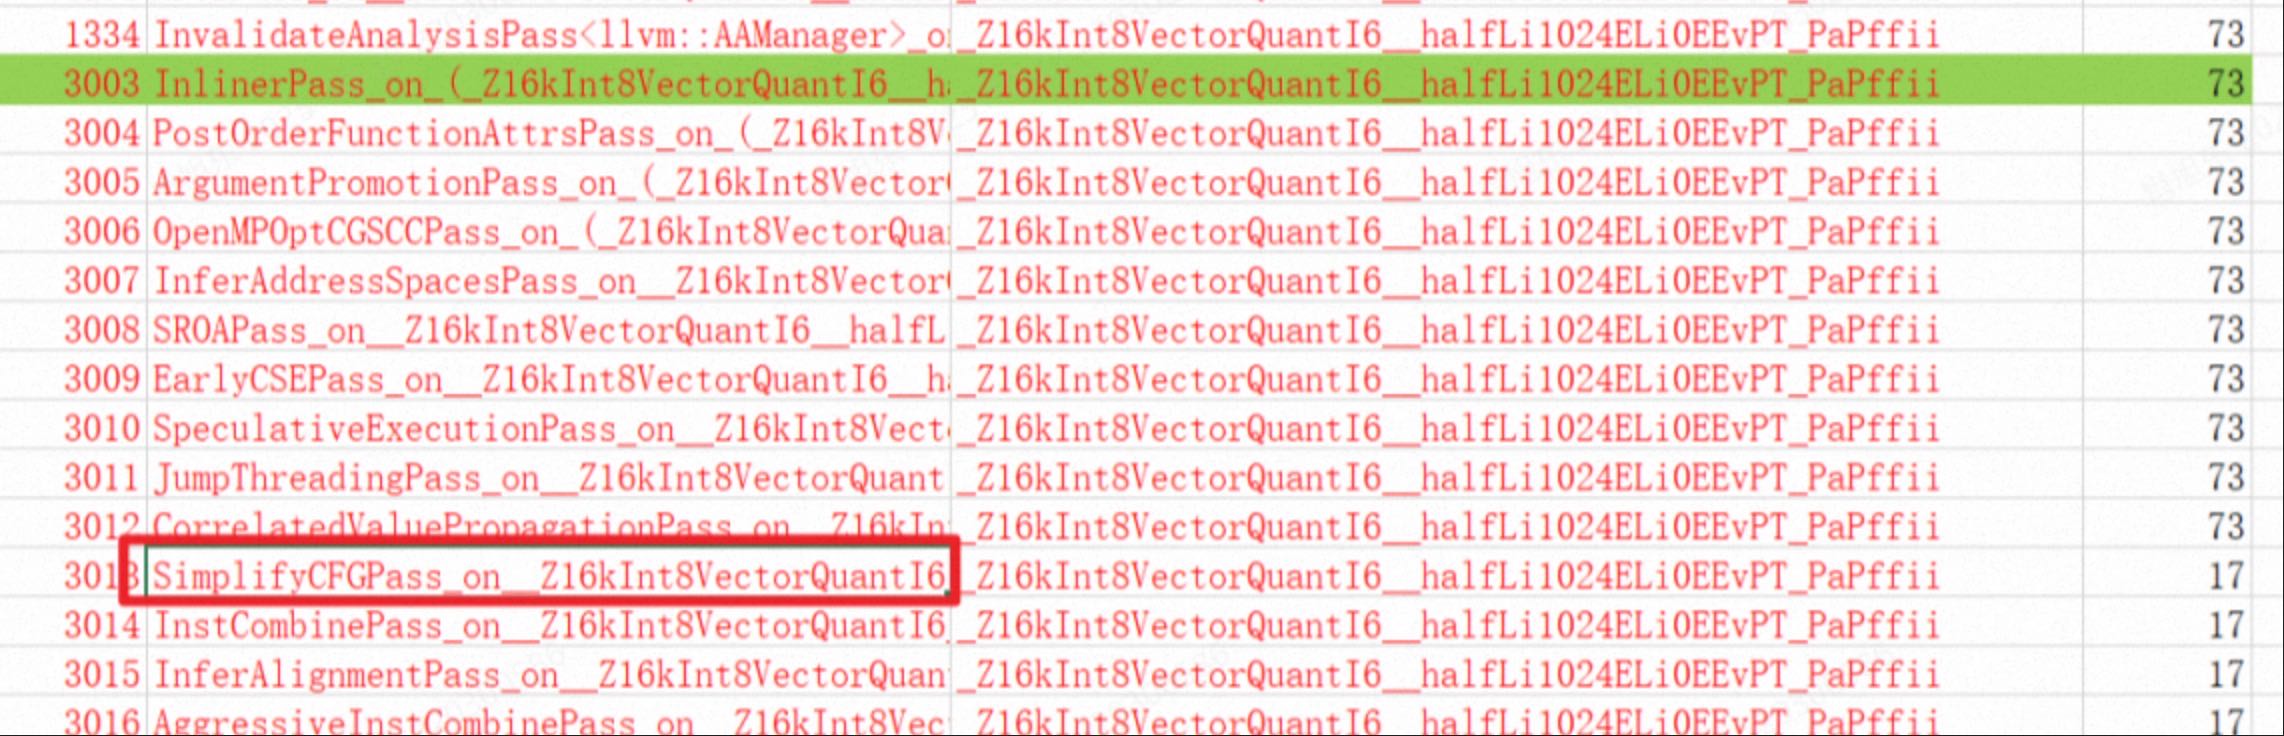 1334 InvalidateAnalysisPass<llvm::AAManager>_o _Z16kInt8VectorQuantI6__halfLi1024ELi0EEvPT_PaPffii 73
3003 InlinerPass_on_(_Z16kInt8VectorQuantI6__h _Z16kInt8VectorQuantI6__halfLi1024ELi0EEvPT_PaPffii 73
3004 PostOrderFunctionAttrsPass_on_(_Z16kInt8V _Z16kInt8VectorQuantI6__halfLi1024ELi0EEvPT_PaPffii 73
3005 ArgumentPromotionPass_on_(_Z16kInt8Vector _Z16kInt8VectorQuantI6__halfLi1024ELi0EEvPT_PaPffii 73
3006 OpenMPOptCGSCCPass_on_(_Z16kInt8VectorQua _Z16kInt8VectorQuantI6__halfLi1024ELi0EEvPT_PaPffii 73
3007 InferAddressSpacesPass_on__Z16kInt8Vector _Z16kInt8VectorQuantI6__halfLi1024ELi0EEvPT_PaPffii 73
3008 SROAPass_on__Z16kInt8VectorQuantI6__halfL _Z16kInt8VectorQuantI6__halfLi1024ELi0EEvPT_PaPffii 73
3009 EarlyCSEPass_on__Z16kInt8VectorQuantI6__h _Z16kInt8VectorQuantI6__halfLi1024ELi0EEvPT_PaPffii 73
3010 SpeculativeExecutionPass_on__Z16kInt8Vect _Z16kInt8VectorQuantI6__halfLi1024ELi0EEvPT_PaPffii 73
3011 JumpThreadingPass_on__Z16kInt8VectorQuant _Z16kInt8VectorQuantI6__halfLi1024ELi0EEvPT_PaPffii 73
3012 CorrelatedValuePropagationPass_on__Z16kIn _Z16kInt8VectorQuantI6__halfLi1024ELi0EEvPT_PaPffii 73
3013 SimplifyCFGPass_on__Z16kInt8VectorQuantI6 _Z16kInt8VectorQuantI6__halfLi1024ELi0EEvPT_PaPffii 17
3014 InstCombinePass_on__Z16kInt8VectorQuantI6_ _Z16kInt8VectorQuantI6__halfLi1024ELi0EEvPT_PaPffii 17
3015 InferAlignmentPass_on__Z16kInt8VectorQuan _Z16kInt8VectorQuantI6__halfLi1024ELi0EEvPT_PaPffii 17
3016 AggressiveInstCombinePass_on__Z16kInt8Vec _Z16kInt8VectorQuantI6__halfLi1024ELi0EEvPT_PaPffii 17